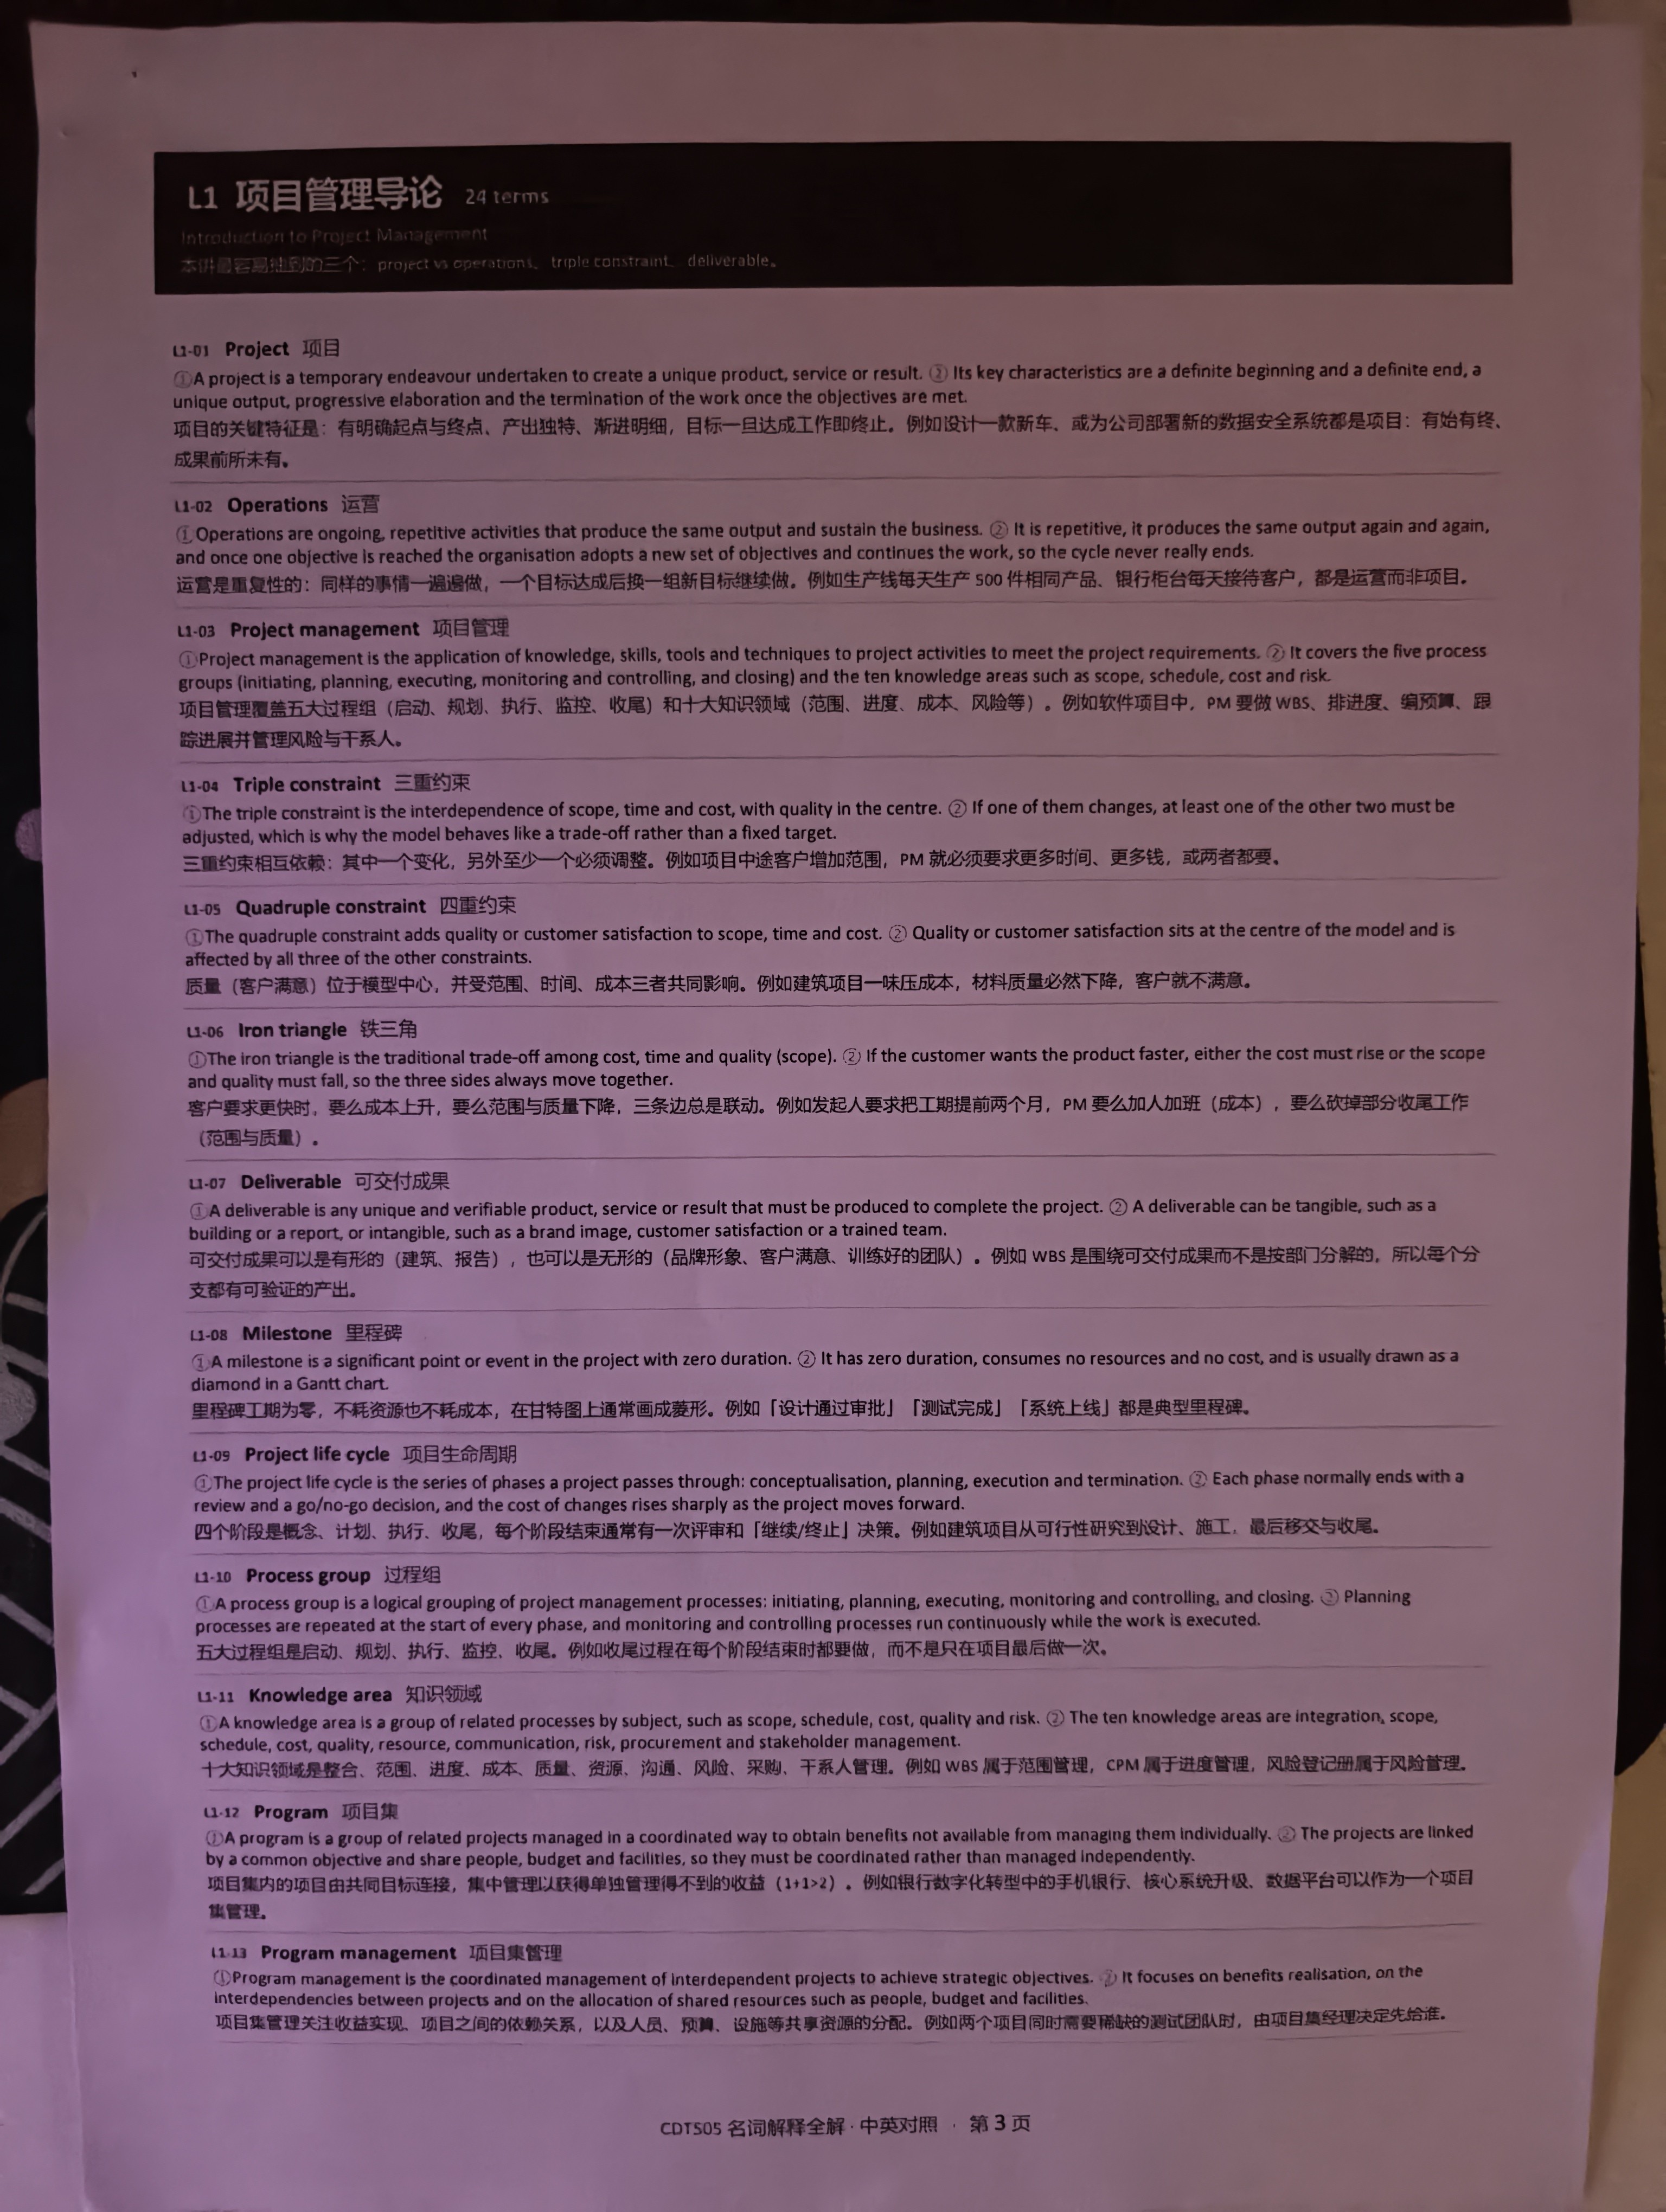 L1 项目管理导论 24 terms
Introduction to Project Management
本讲最容易抽到的三个：project vs operations、triple constraint、deliverable。
L1-01 Project 项目
①A project is a temporary endeavour undertaken to create a unique product, service or result. ② Its key characteristics are a definite beginning and a definite end, a
unique output, progressive elaboration and the termination of the work once the objectives are met.
项目的关键特征是：有明确起点与终点、产出独特、渐进明细，目标一旦达成工作即终止。例如设计一款新车、或为公司部署新的数据安全系统都是项目：有始有终、
成果前所未有。
L1-02 Operations 运营
①Operations are ongoing, repetitive activities that produce the same output and sustain the business. ② It is repetitive, it produces the same output again and again,
and once one objective is reached the organisation adopts a new set of objectives and continues the work, so the cycle never really ends.
运营是重复性的：同样的事情一遍遍做，一个目标达成后换一组新目标继续做。例如生产线每天生产 500 件相同产品、银行柜台每天接待客户，都是运营而非项目。
L1-03 Project management 项目管理
①Project management is the application of knowledge, skills, tools and techniques to project activities to meet the project requirements. ② It covers the five process
groups (initiating, planning, executing, monitoring and controlling, and closing) and the ten knowledge areas such as scope, schedule, cost and risk.
项目管理覆盖五大过程组（启动、规划、执行、监控、收尾）和十大知识领域（范围、进度、成本、风险等）。例如软件项目中，PM 要做 WBS、排进度、编预算、跟
踪进展并管理风险与干系人。
L1-04 Triple constraint 三重约束
①The triple constraint is the interdependence of scope, time and cost, with quality in the centre. ② If one of them changes, at least one of the other two must be
adjusted, which is why the model behaves like a trade-off rather than a fixed target.
三重约束相互依赖：其中一个变化，另外至少一个必须调整。例如项目中途客户增加范围，PM 就必须要求更多时间、更多钱，或两者都要。
L1-05 Quadruple constraint 四重约束
①The quadruple constraint adds quality or customer satisfaction to scope, time and cost. ② Quality or customer satisfaction sits at the centre of the model and is
affected by all three of the other constraints.
质量（客户满意）位于模型中心，并受范围、时间、成本三者共同影响。例如建筑项目一味压成本，材料质量必然下降，客户就不满意。
L1-06 Iron triangle 铁三角
①The iron triangle is the traditional trade-off among cost, time and quality (scope). ② If the customer wants the product faster, either the cost must rise or the scope
and quality must fall, so the three sides always move together.
客户要求更快时，要么成本上升，要么范围与质量下降，三条边总是联动。例如发起人要求把工期提前两个月，PM 要么加人加班（成本），要么砍掉部分收尾工作
（范围与质量）。
L1-07 Deliverable 可交付成果
①A deliverable is any unique and verifiable product, service or result that must be produced to complete the project. ② A deliverable can be tangible, such as a
building or a report, or intangible, such as a brand image, customer satisfaction or a trained team.
可交付成果可以是有形的（建筑、报告），也可以是无形的（品牌形象、客户满意、训练好的团队）。例如 WBS 是围绕可交付成果而不是按部门分解的，所以每个分
支都有可验证的产出。
L1-08 Milestone 里程碑
①A milestone is a significant point or event in the project with zero duration. ② It has zero duration, consumes no resources and no cost, and is usually drawn as a
diamond in a Gantt chart.
里程碑工期为零，不耗资源也不耗成本，在甘特图上通常画成菱形。例如「设计通过审批」「测试完成」「系统上线」都是典型里程碑。
L1-09 Project life cycle 项目生命周期
①The project life cycle is the series of phases a project passes through: conceptualisation, planning, execution and termination. ② Each phase normally ends with a
review and a go/no-go decision, and the cost of changes rises sharply as the project moves forward.
四个阶段是概念、计划、执行、收尾，每个阶段结束通常有一次评审和「继续/终止」决策。例如建筑项目从可行性研究到设计、施工，最后移交与收尾。
L1-10 Process group 过程组
①A process group is a logical grouping of project management processes: initiating, planning, executing, monitoring and controlling, and closing. ② Planning
processes are repeated at the start of every phase, and monitoring and controlling processes run continuously while the work is executed.
五大过程组是启动、规划、执行、监控、收尾。例如收尾过程在每个阶段结束时都要做，而不是只在项目最后做一次。
L1-11 Knowledge area 知识领域
①A knowledge area is a group of related processes by subject, such as scope, schedule, cost, quality and risk. ② The ten knowledge areas are integration, scope,
schedule, cost, quality, resource, communication, risk, procurement and stakeholder management.
十大知识领域是整合、范围、进度、成本、质量、资源、沟通、风险、采购、干系人管理。例如 WBS 属于范围管理，CPM 属于进度管理，风险登记册属于风险管理。
L1-12 Program 项目集
①A program is a group of related projects managed in a coordinated way to obtain benefits not available from managing them individually. ② The projects are linked
by a common objective and share people, budget and facilities, so they must be coordinated rather than managed independently.
项目集内的项目由共同目标连接，集中管理以获得单独管理得不到的收益（1+1>2）。例如银行数字化转型中的手机银行、核心系统升级、数据平台可以作为一个项目
集管理。
L1-13 Program management 项目集管理
①Program management is the coordinated management of interdependent projects to achieve strategic objectives. ② It focuses on benefits realisation, on the
interdependencies between projects and on the allocation of shared resources such as people, budget and facilities.
项目集管理关注收益实现、项目之间的依赖关系，以及人员、预算、设施等共享资源的分配。例如两个项目同时需要稀缺的测试团队时，由项目集经理决定先给谁。
CDT505 名词解释全解 · 中英对照 · 第 3 页